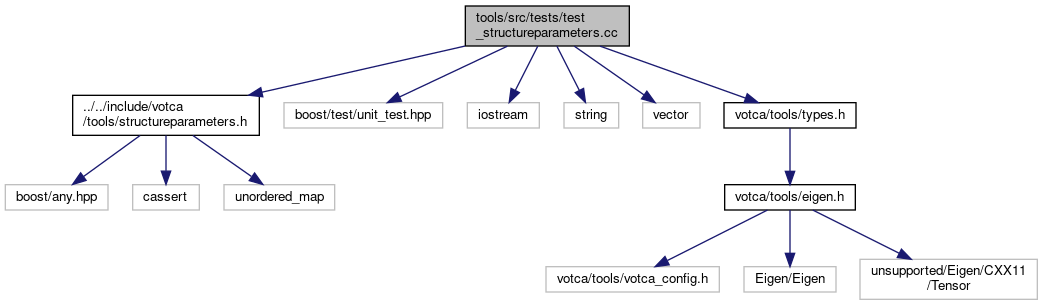 tools/src/tests/test
_structureparameters.cc
../../include/votca
/tools/structureparameters.h
boost/test/unit_test.hpp
iostream
string
vector
votca/tools/types.h
boost/any.hpp
cassert
unordered_map
votca/tools/eigen.h
votca/tools/votca_config.h
Eigen/Eigen
unsupported/Eigen/CXX11
/Tensor